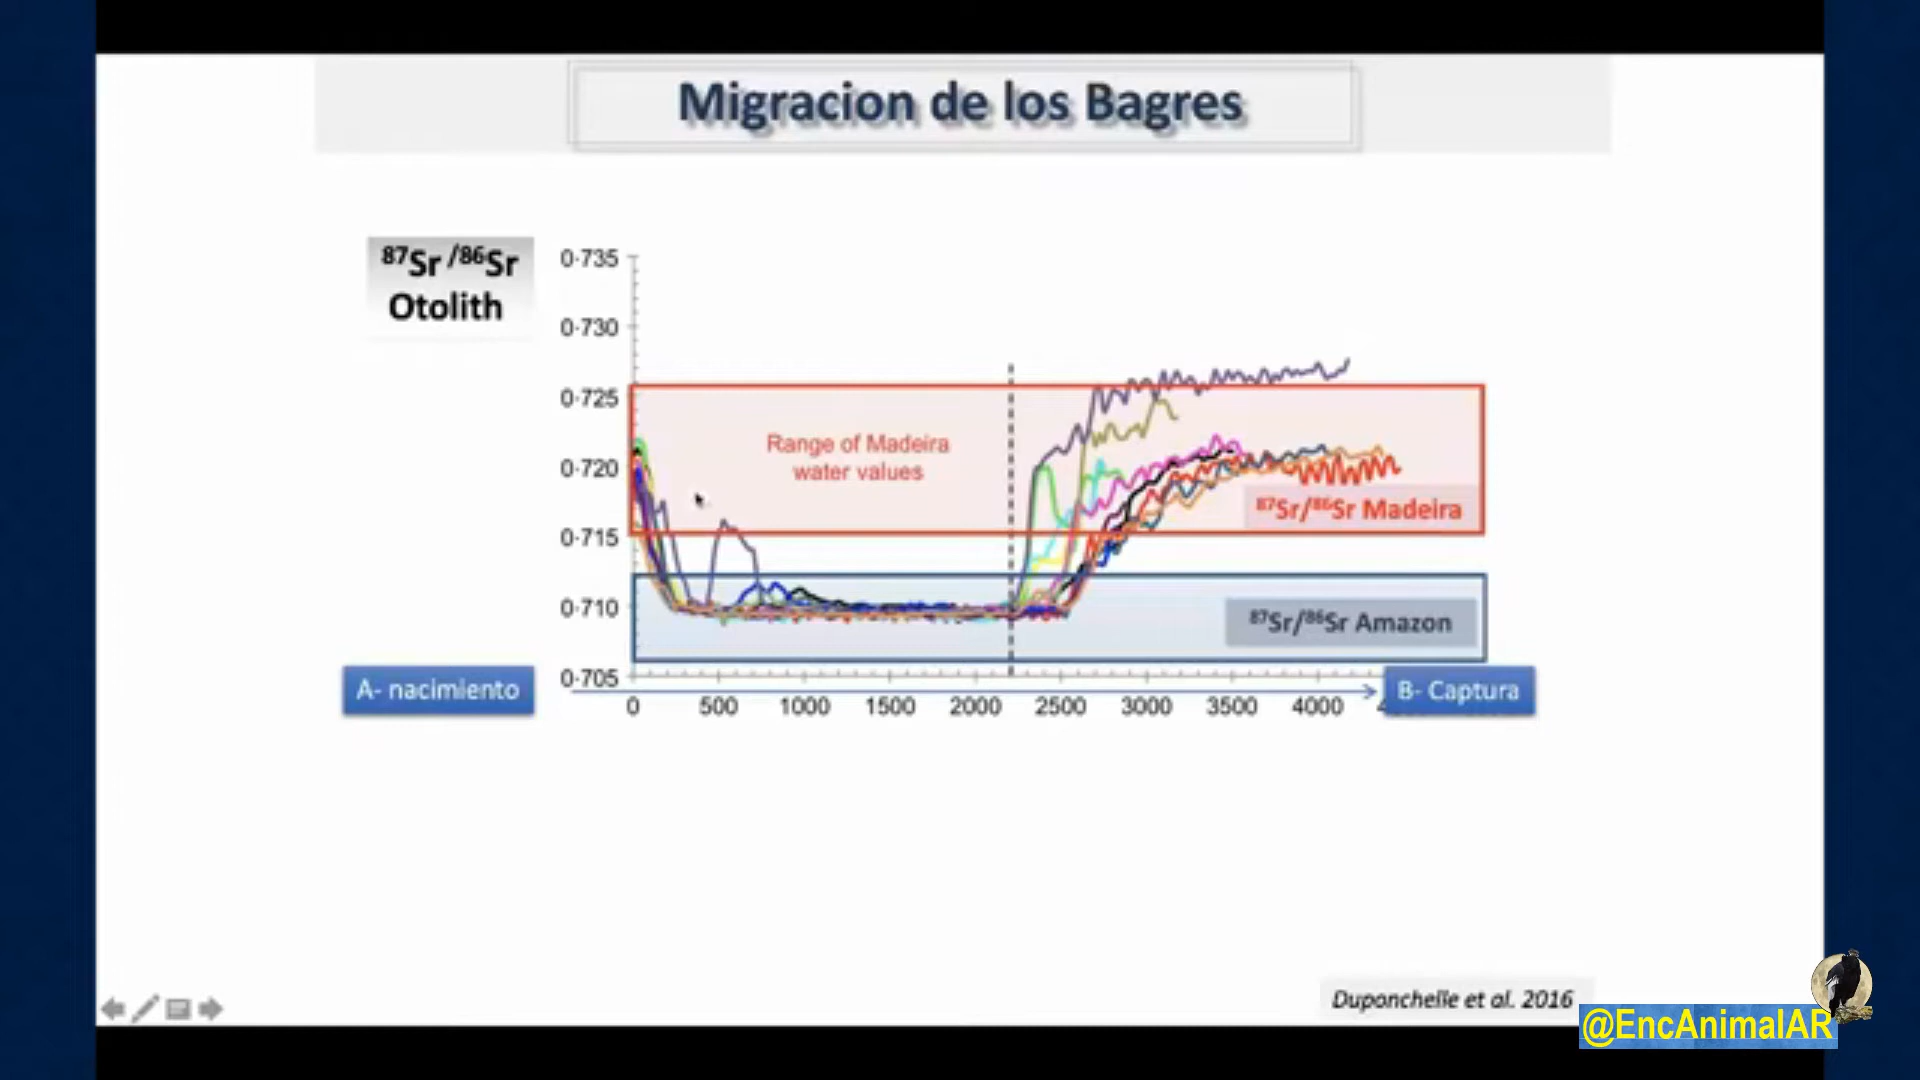 Migracion de los Bagres
87Sr/86Sr
Otolith
0·735
0·730
0·725
0·720
0·715
0·710
0·705
Range of Madeira
water values
87Sr/86Sr Madeira
87Sr/86Sr Amazon
A- nacimiento
B- Captura
0 500 1000 1500 2000 2500 3000 3500 4000
Duponchelle et al. 2016
@EncAnimalAR